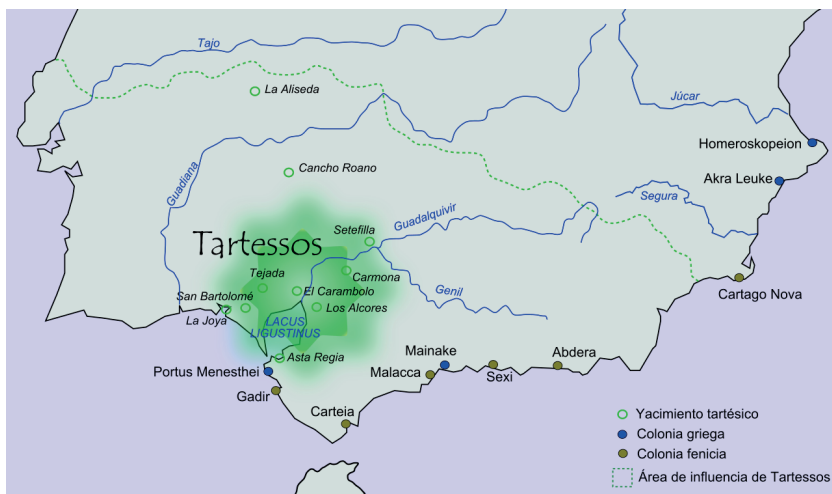 Tajo
La Aliseda
Júcar
Homeroskopeion
Cancho Roano
Akra Leuke
Guadiana
Segura
Guadalquivir
Setefilla
Tartessos
Tejada
Carmona
Cartago Nova
El Carambolo
Genil
San Bartolomé
Los Alcores
La Joya
LACUS
LIGUSTINUS
Asta Regia
Mainake
Abdera
Portus Menesthei
Malacca
Sexi
Gadir
Carteia
Yacimiento tartésico
Colonia griega
Colonia fenicia
Área de influencia de Tartessos